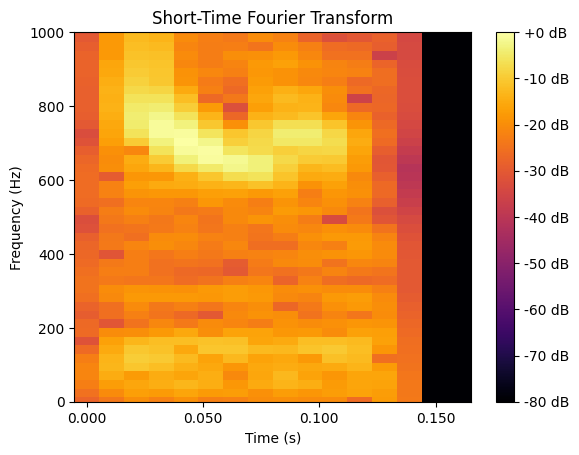 Short-Time Fourier Transform
Frequency (Hz)
1000
800
600
400
200
0
0.000
0.050
0.100
0.150
Time (s)
+0 dB
-10 dB
-20 dB
-30 dB
-40 dB
-50 dB
-60 dB
-70 dB
-80 dB